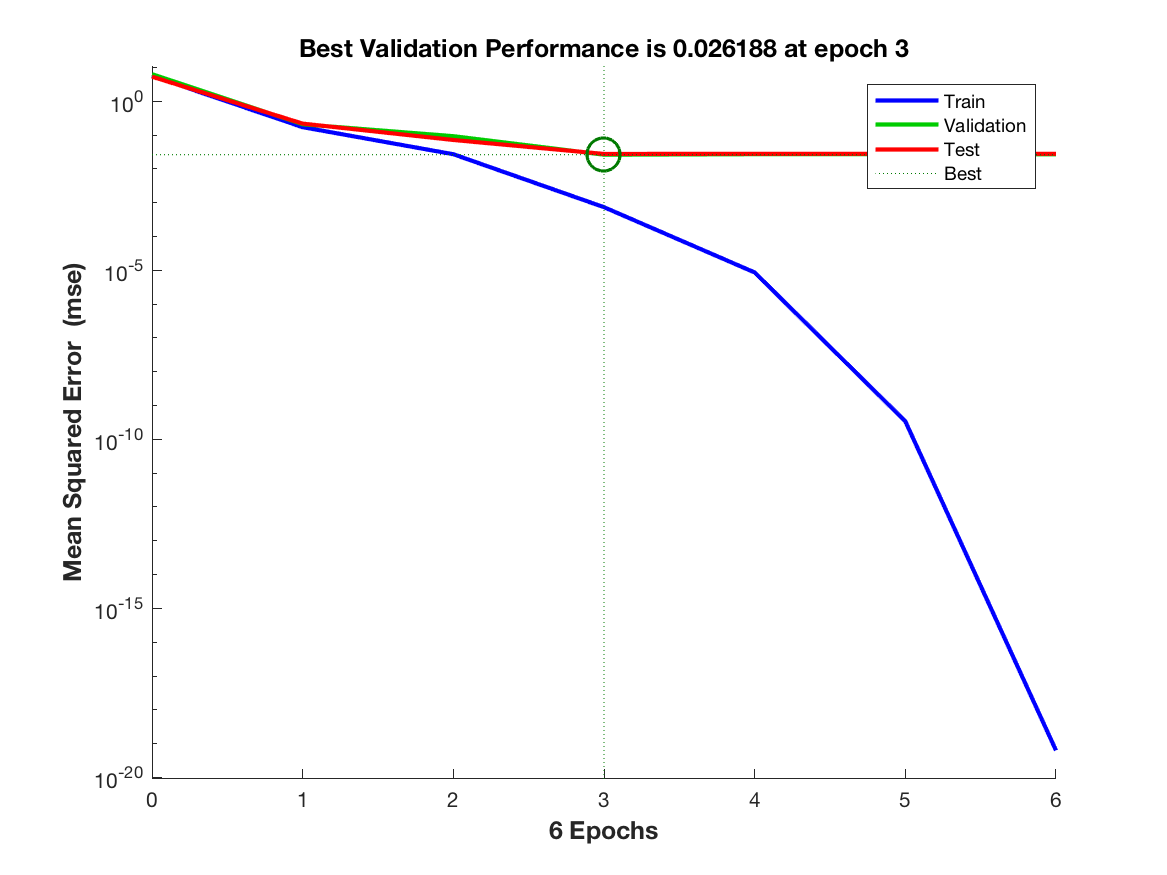 Best Validation Performance is 0.026188 at epoch 3
Train
Validation
Test
Best
Mean Squared Error (mse)
10^0
10^-5
10^-10
10^-15
10^-20
0 1 2 3 4 5 6
6 Epochs